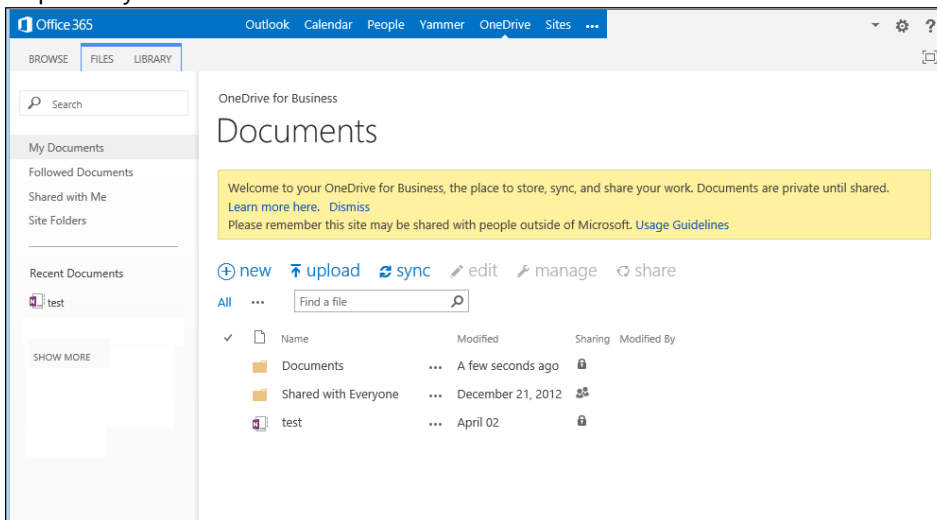 Office 365 Outlook Calendar People Yammer OneDrive Sites ••• ?
BROWSE FILES LIBRARY
Search
My Documents
Followed Documents
Shared with Me
Site Folders
Recent Documents
test
SHOW MORE
OneDrive for Business
Documents
Welcome to your OneDrive for Business, the place to store, sync, and share your work. Documents are private until shared.
Learn more here. Dismiss
Please remember this site may be shared with people outside of Microsoft. Usage Guidelines
new upload sync edit manage share
All ••• Find a file
Name Modified Sharing Modified By
Documents ••• A few seconds ago
Shared with Everyone ••• December 21, 2012
test ••• April 02